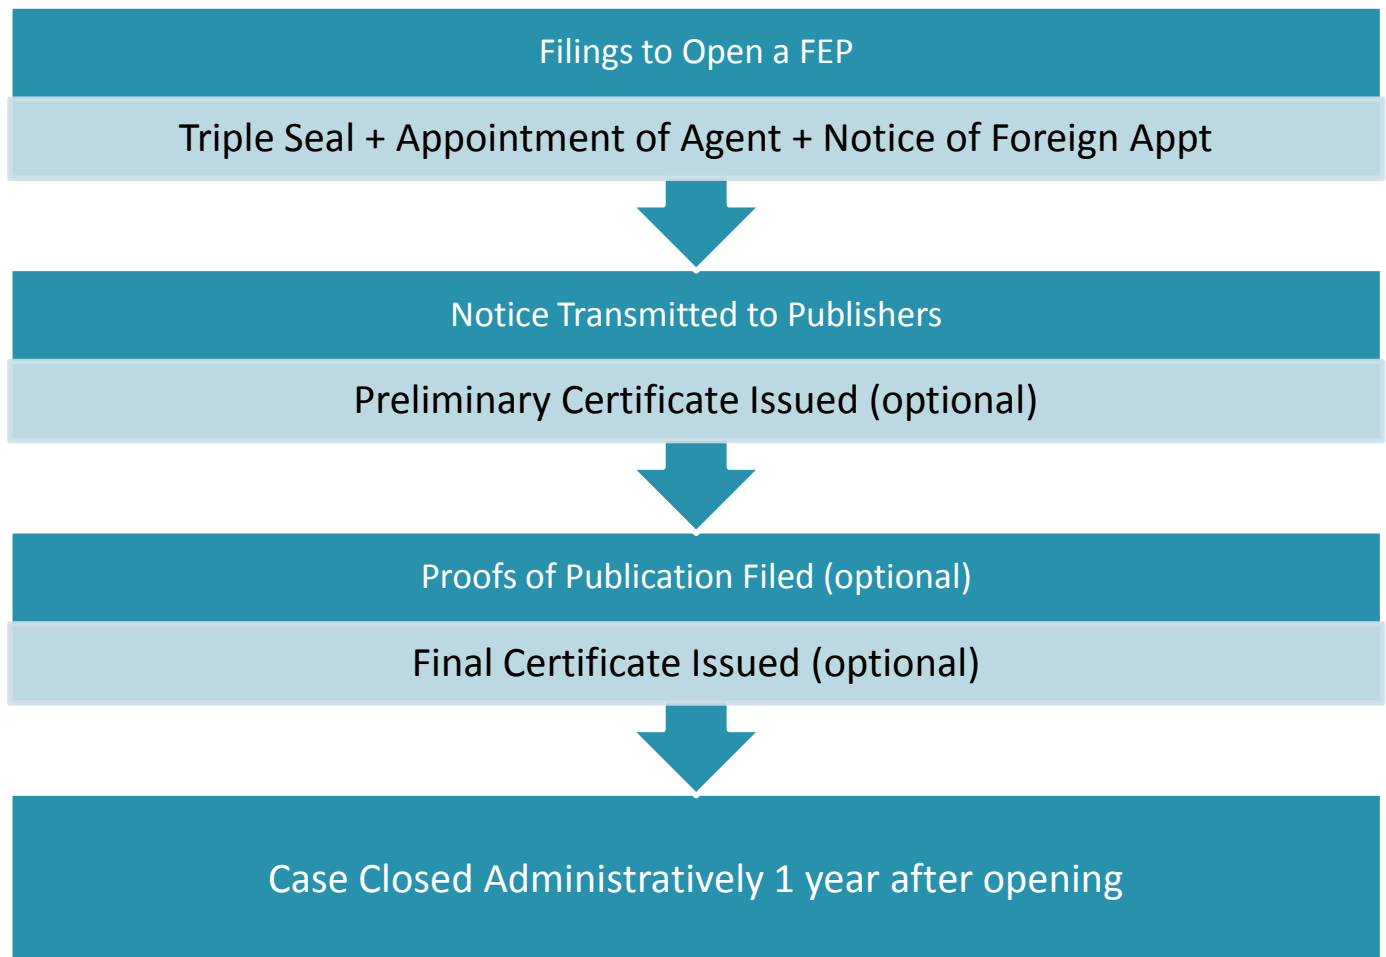 Filings to Open a FEP
Triple Seal + Appointment of Agent + Notice of Foreign Appt
Notice Transmitted to Publishers
Preliminary Certificate Issued (optional)
Proofs of Publication Filed (optional)
Final Certificate Issued (optional)
Case Closed Administratively 1 year after opening